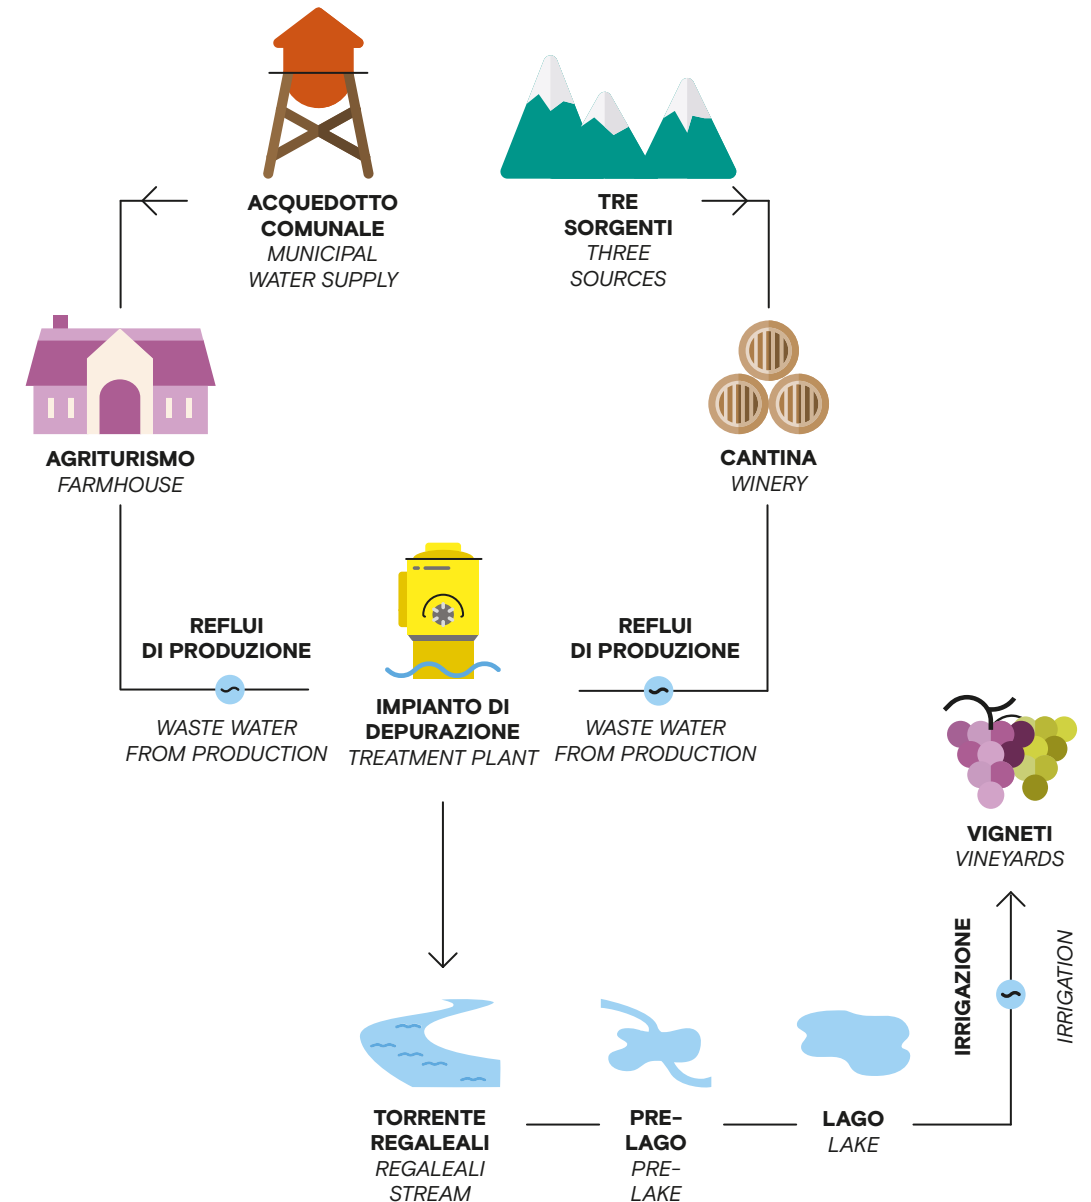 ACQUEDOTTO
COMUNALE
MUNICIPAL
WATER SUPPLY
TRE
SORGENTI
THREE
SOURCES
AGRITURISMO
FARMHOUSE
CANTINA
WINERY
REFLUI
DI PRODUZIONE
WASTE WATER
FROM PRODUCTION
IMPIANTO DI
DEPURAZIONE
TREATMENT PLANT
REFLUI
DI PRODUZIONE
WASTE WATER
FROM PRODUCTION
VIGNETI
VINEYARDS
IRRIGAZIONE
IRRIGATION
TORRENTE
REGALEALI
REGALEALI
STREAM
PRE-
LAGO
PRE-
LAKE
LAGO
LAKE